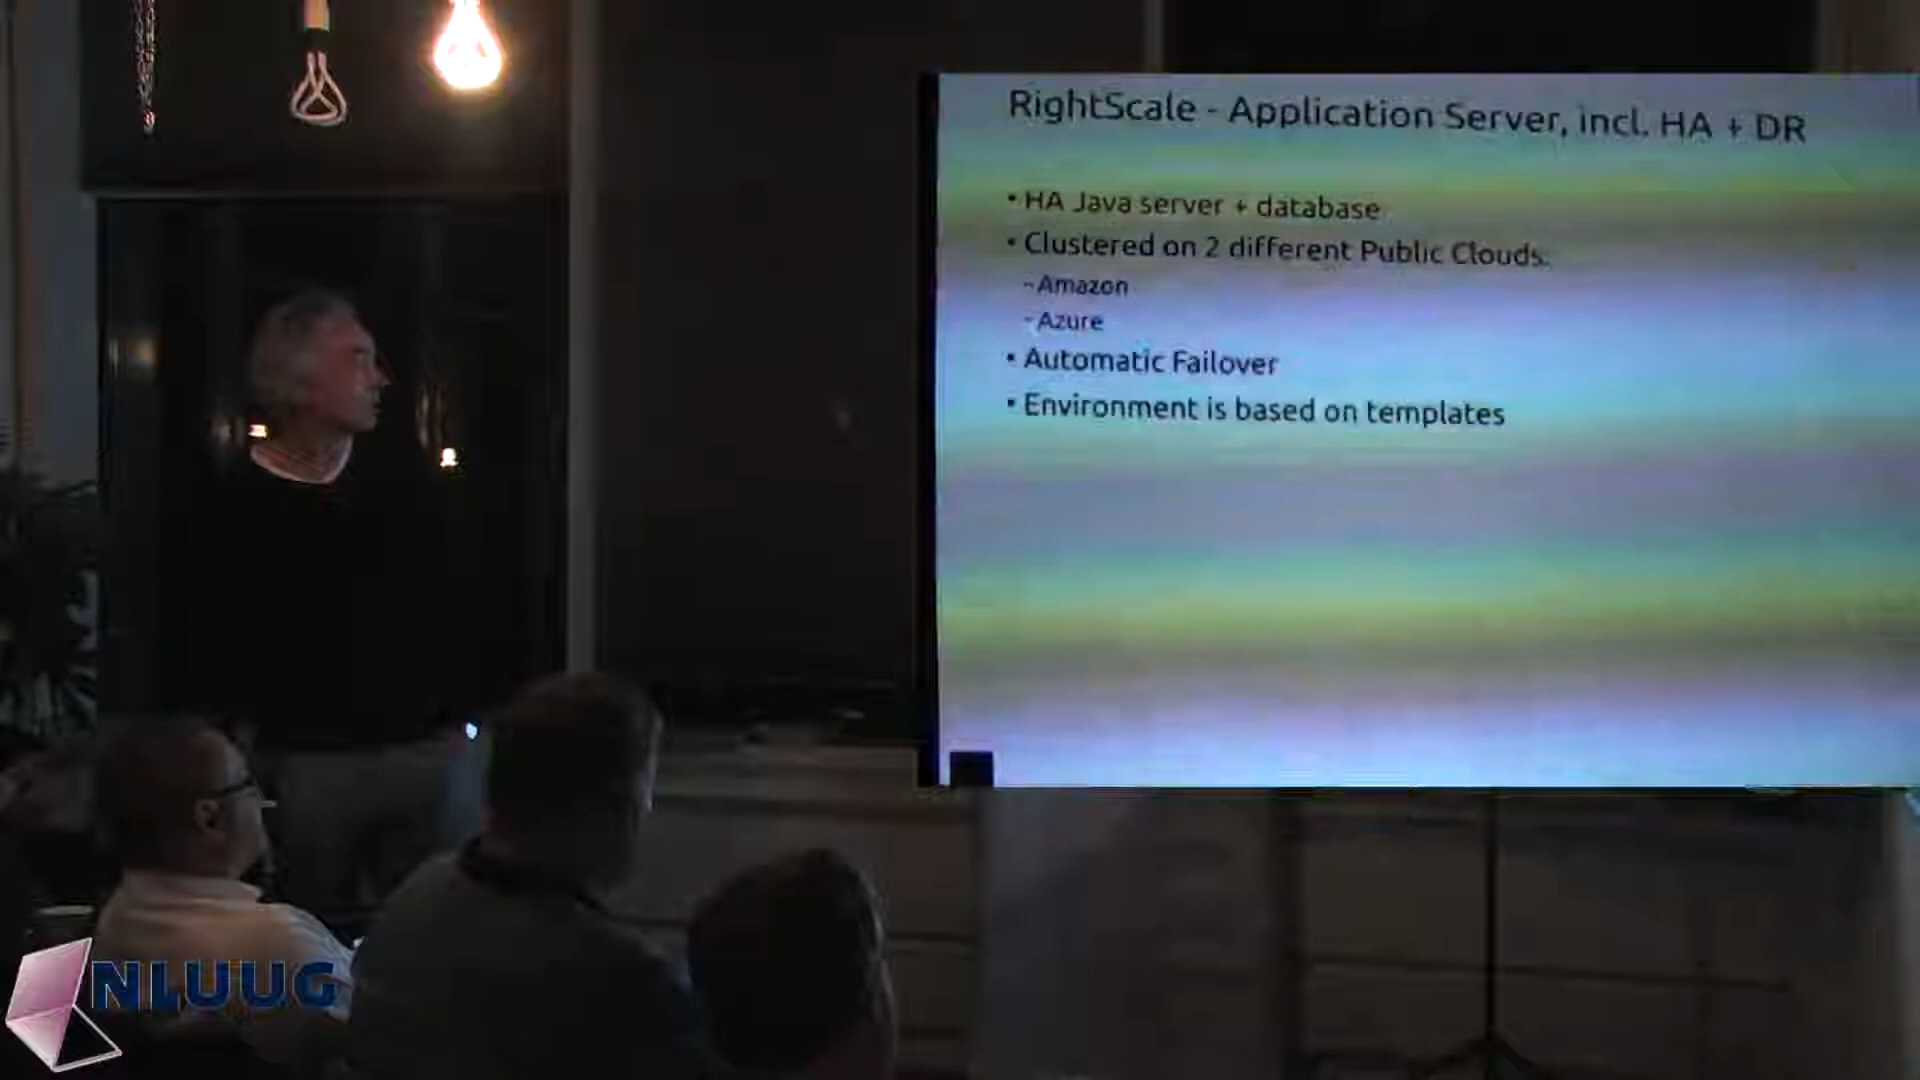 RightScale - Application Server, incl. HA + DR
• HA Java server + database
• Clustered on 2 different Public Clouds.
- Amazon
- Azure
• Automatic Failover
• Environment is based on templates
NLUUG